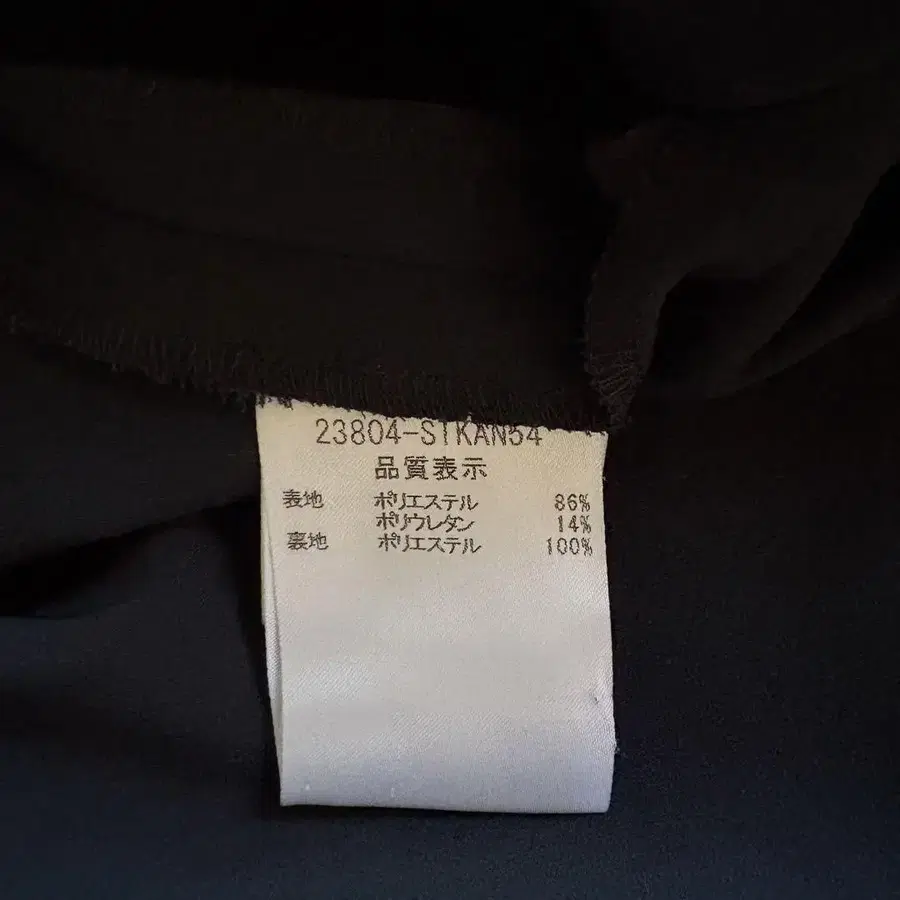 23804-STKAN54
品質表示
表地 ポリエステル 86%
ポリウレタン 14%
裏地 ポリエステル 100%